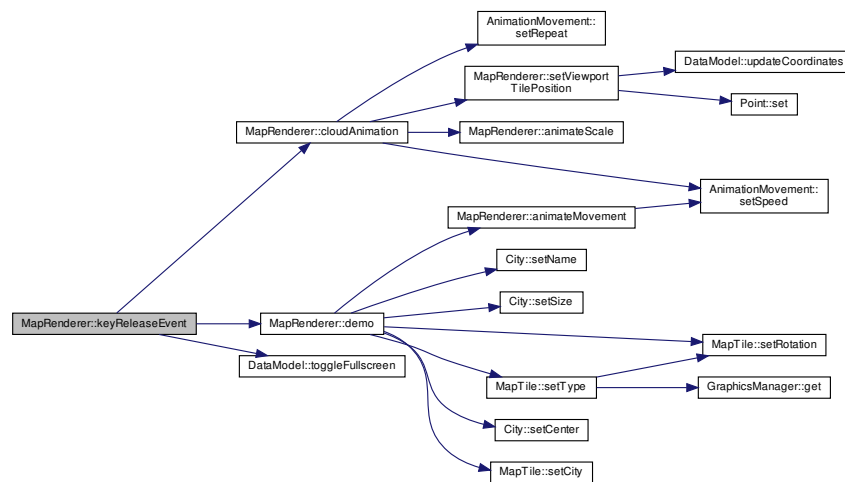 AnimationMovement::
setRepeat
MapRenderer::setViewport
TilePosition
DataModel::updateCoordinates
Point::set
MapRenderer::cloudAnimation
MapRenderer::animateScale
AnimationMovement::
setSpeed
MapRenderer::animateMovement
City::setName
City::setSize
MapRenderer::keyReleaseEvent
MapRenderer::demo
MapTile::setRotation
DataModel::toggleFullscreen
MapTile::setType
GraphicsManager::get
City::setCenter
MapTile::setCity